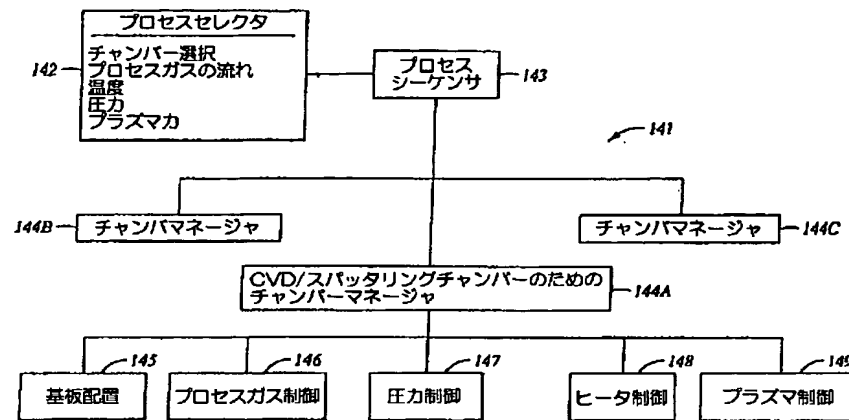 プロセスセレクタ
チャンバー選択
プロセスガスの流れ
温度
圧力
プラズマ力
142
プロセス
シーケンサ
143
141
144B
チャンバマネージャ
チャンバマネージャ
144C
CVD/スパッタリングチャンバーのための
チャンバーマネージャ
144A
145
146
147
148
149
基板配置
プロセスガス制御
圧力制御
ヒータ制御
プラズマ制御